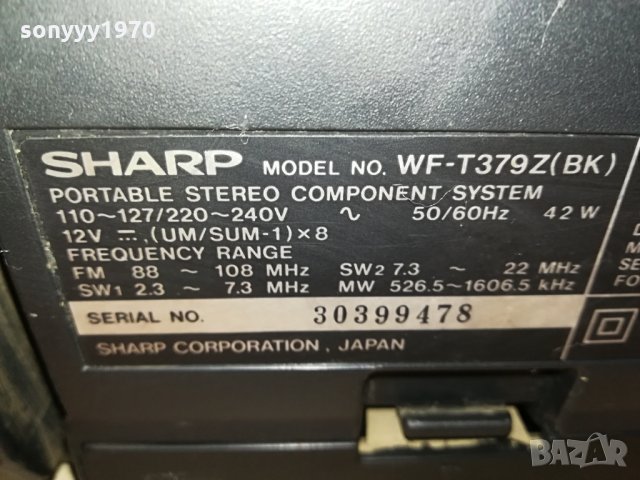 sonyyy1970
SHARP MODEL NO. WF-T379Z(BK)
PORTABLE STEREO COMPONENT SYSTEM
110~127/220~240V ∿ 50/60Hz 42W
12V ⎓ (UM/SUM-1)×8
FREQUENCY RANGE
FM 88 ~ 108 MHz SW2 7.3 ~ 22 MHz
SW1 2.3 ~ 7.3 MHz MW 526.5~1606.5 kHz
SERIAL NO. 30399478
SHARP CORPORATION, JAPAN
BAZAR